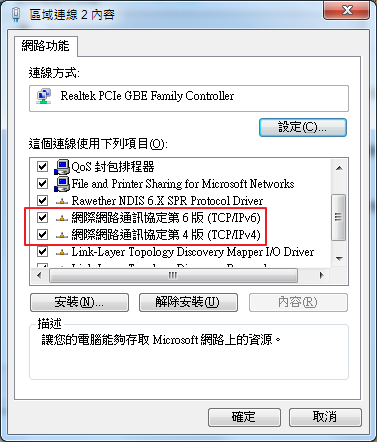 區域連線 2 內容
網路功能
連線方式:
Realtek PCIe GBE Family Controller
設定(C)...
這個連線使用下列項目(O):
QoS 封包排程器
File and Printer Sharing for Microsoft Networks
Rawether NDIS 6.X SPR Protocol Driver
網際網路通訊協定第 6 版 (TCP/IPv6)
網際網路通訊協定第 4 版 (TCP/IPv4)
Link-Layer Topology Discovery Mapper I/O Driver
安裝(N)...
解除安裝(U)
內容(R)
描述
讓您的電腦能夠存取 Microsoft 網路上的資源。
確定
取消